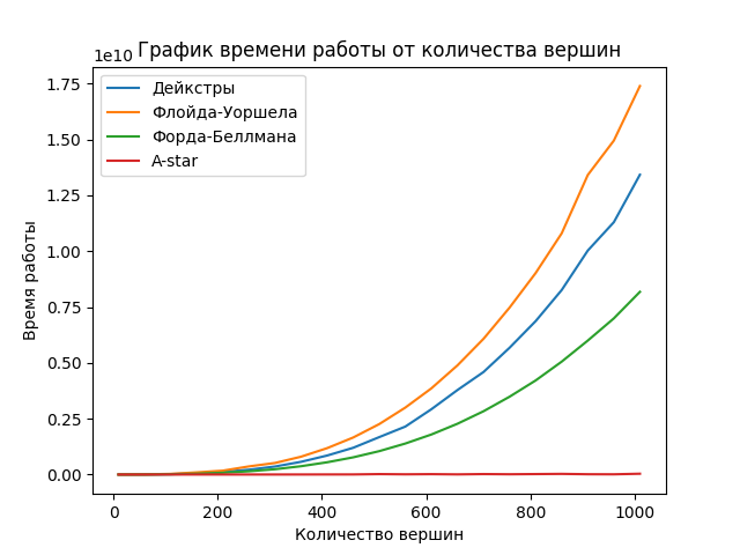 График времени работы от количества вершин
1e10
Дейкстры
Флойда-Уоршела
Форда-Беллмана
A-star
1.75
1.50
1.25
1.00
0.75
0.50
0.25
0.00
Время работы
0 200 400 600 800 1000
Количество вершин